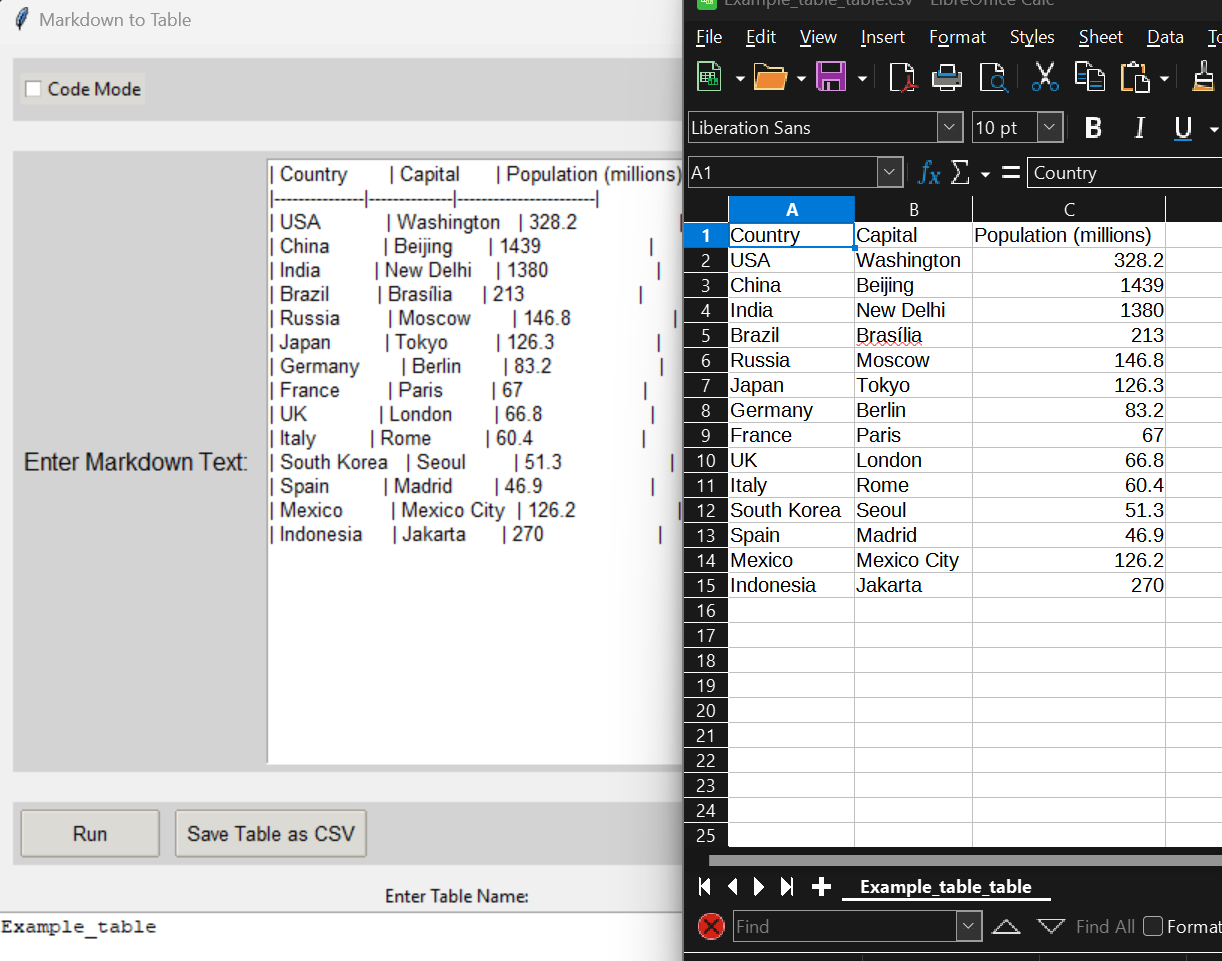 Markdown to Table
Code Mode
Enter Markdown Text:
| Country | Capital | Population (millions)
|----------------|---------------|------------------------|
| USA | Washington | 328.2 |
| China | Beijing | 1439 |
| India | New Delhi | 1380 |
| Brazil | Brasília | 213 |
| Russia | Moscow | 146.8 |
| Japan | Tokyo | 126.3 |
| Germany | Berlin | 83.2 |
| France | Paris | 67 |
| UK | London | 66.8 |
| Italy | Rome | 60.4 |
| South Korea | Seoul | 51.3 |
| Spain | Madrid | 46.9 |
| Mexico | Mexico City | 126.2 |
| Indonesia | Jakarta | 270 |
Run Save Table as CSV
Enter Table Name:
Example_table
Example_table_table.csv - LibreOffice Calc
File Edit View Insert Format Styles Sheet Data
Liberation Sans 10 pt B I U
A1 fx Σ = Country
A B C
1 Country Capital Population (millions)
2 USA Washington 328.2
3 China Beijing 1439
4 India New Delhi 1380
5 Brazil Brasília 213
6 Russia Moscow 146.8
7 Japan Tokyo 126.3
8 Germany Berlin 83.2
9 France Paris 67
10 UK London 66.8
11 Italy Rome 60.4
12 South Korea Seoul 51.3
13 Spain Madrid 46.9
14 Mexico Mexico City 126.2
15 Indonesia Jakarta 270
16
17
18
19
20
21
22
23
24
25
Example_table_table
Find Find All Format